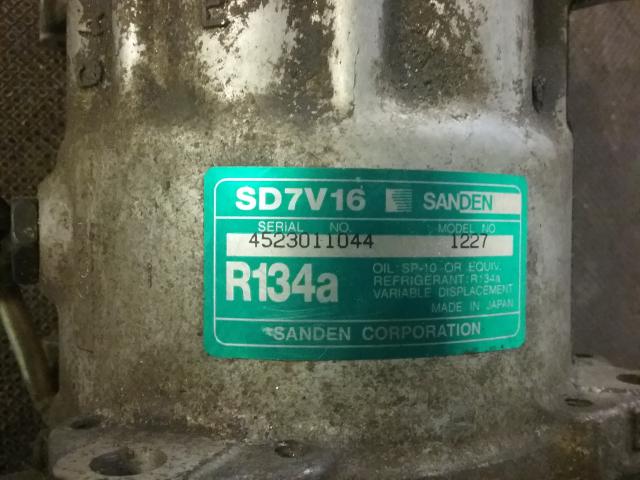 SD7V16 SANDEN
SERIAL NO. MODEL NO
4523011044 1227
R134a
OIL: SP-10 OR EQUIV.
REFRIGERANT: R134a
VARIABLE DISPLACEMENT
MADE IN JAPAN
SANDEN CORPORATION